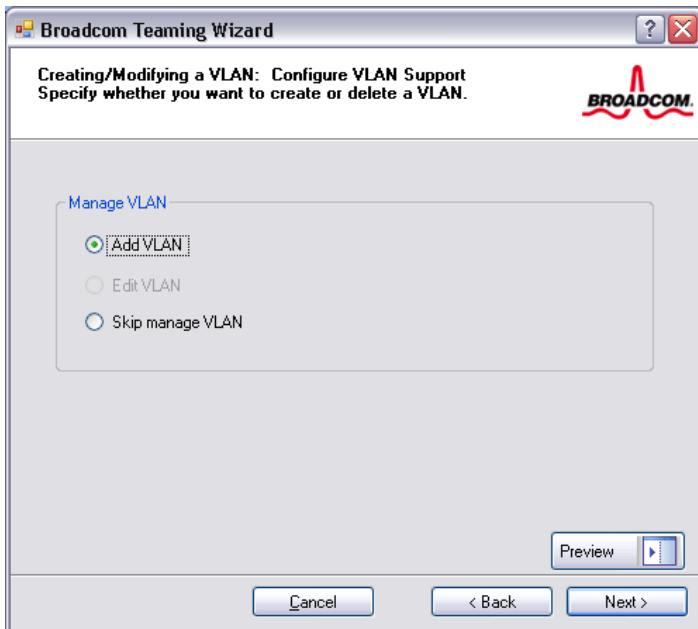 Broadcom Teaming Wizard
?
Creating/Modifying a VLAN: Configure VLAN Support
Specify whether you want to create or delete a VLAN.
BROADCOM.
Manage VLAN
Add VLAN
Edit VLAN
Skip manage VLAN
Preview
Cancel
< Back
Next >